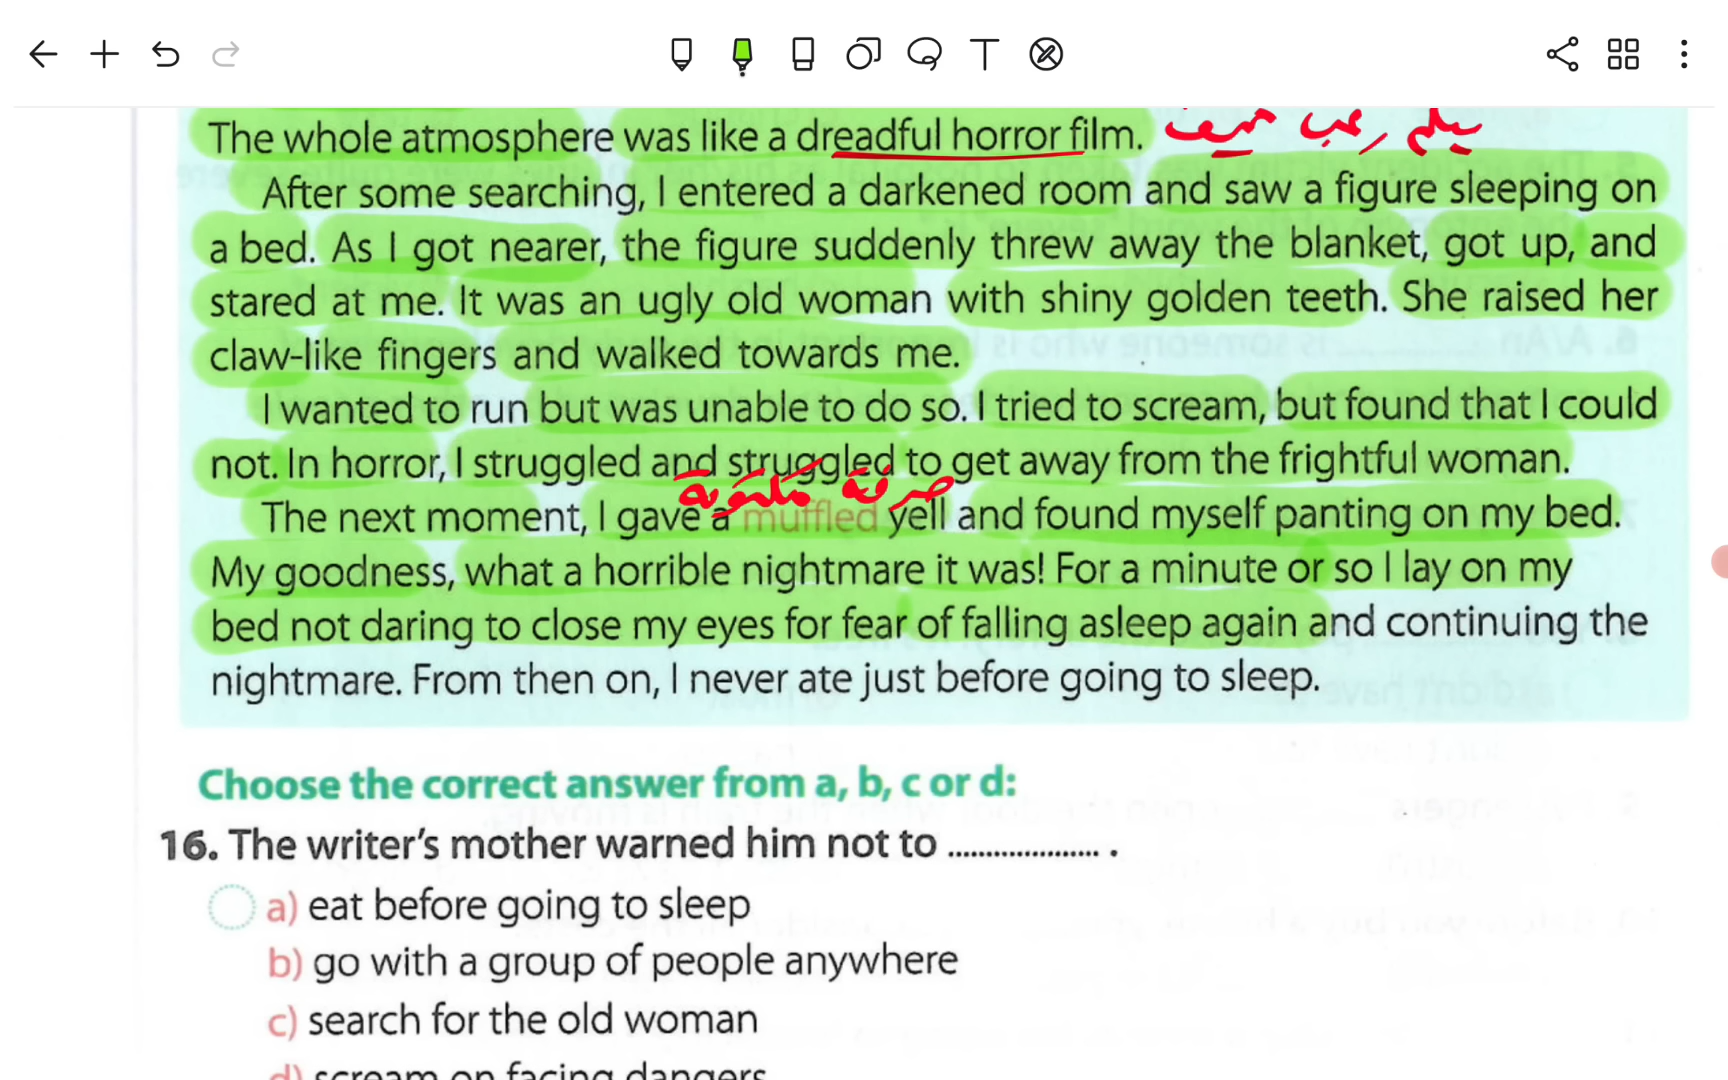 The whole atmosphere was like a dreadful horror film.
After some searching, I entered a darkened room and saw a figure sleeping on
a bed. As I got nearer, the figure suddenly threw away the blanket, got up, and
stared at me. It was an ugly old woman with shiny golden teeth. She raised her
claw-like fingers and walked towards me.
I wanted to run but was unable to do so. I tried to scream, but found that I could
not. In horror, I struggled and struggled to get away from the frightful woman.
صرخة مكتومة
The next moment, I gave a muffled yell and found myself panting on my bed.
My goodness, what a horrible nightmare it was! For a minute or so I lay on my
bed not daring to close my eyes for fear of falling asleep again and continuing the
nightmare. From then on, I never ate just before going to sleep.
Choose the correct answer from a, b, c or d:
16. The writer's mother warned him not to .................... .
a) eat before going to sleep
b) go with a group of people anywhere
c) search for the old woman
d) scream on facing dangers